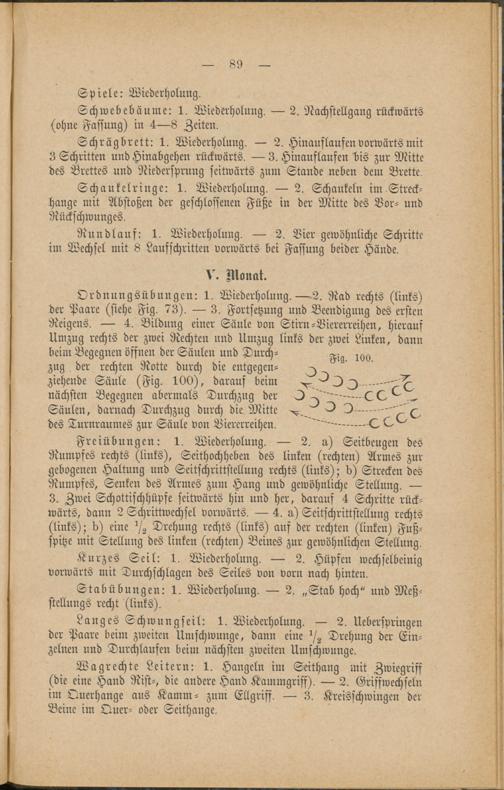 — 89 —
Spiele: Wiederholung.
Schwebebäume: 1. Wiederholung. — 2. Nachstellgang rückwärts
(ohne Fassung) in 4—8 Zeiten.
Schrägbrett: 1. Wiederholung. — 2. Hinauflaufen vorwärts mit
3 Schritten und Hinabgehen rückwärts. — 3. Hinauflaufen bis zur Mitte
des Brettes und Niedersprung seitwärts zum Stande neben dem Brette.
Schaukelringe: 1. Wiederholung. — 2. Schaukeln im Streck-
hange mit Abstoßen der geschlossenen Füße in der Mitte des Vor- und
Rückschwunges.
Rundlauf: 1. Wiederholung. — 2. Vier gewöhnliche Schritte
im Wechsel mit 8 Laufschritten vorwärts bei Fassung beider Hände.
V. Monat.
Ordnungsübungen: 1. Wiederholung. — 2. Rad rechts (links)
der Paare (siehe Fig. 73). — 3. Fortsetzung und Beendigung des ersten
Reigens. — 4. Bildung einer Säule von Stirn-Viererreihen, hierauf
Umzug rechts der zwei Rechten und Umzug links der zwei Linken, dann
beim Begegnen öffnen der Säulen und Durch-
zug der rechten Rotte durch die entgegen-
ziehende Säule (Fig. 100), darauf beim
nächsten Begegnen abermals Durchzug der
Säulen, darnach Durchzug durch die Mitte
des Turnraumes zur Säule von Viererreihen.
Fig. 100.
Freiübungen: 1. Wiederholung. — 2. a) Seitbeugen des
Rumpfes rechts (links), Seithochheben des linken (rechten) Armes zur
gebogenen Haltung und Seitschrittstellung rechts (links); b) Strecken des
Rumpfes, Senken des Armes zum Hang und gewöhnliche Stellung. —
3. Zwei Schottischhüpfe seitwärts hin und her, darauf 4 Schritte rück-
wärts, dann 2 Schrittwechsel vorwärts. — 4. a) Seitschrittstellung rechts
(links); b) eine 1/2 Drehung rechts (links) auf der rechten (linken) Fuß-
spitze mit Stellung des linken (rechten) Beines zur gewöhnlichen Stellung.
Kurzes Seil: 1. Wiederholung. — 2. Hüpfen wechselbeinig
vorwärts mit Durchschlagen des Seiles von vorn nach hinten.
Stabübungen: 1. Wiederholung. — 2. „Stab hoch“ und Meß-
stellungs recht (links).
Langes Schwungseil: 1. Wiederholung. — 2. Ueberspringen
der Paare beim zweiten Umschwunge, dann eine 1/2 Drehung der Ein-
zelnen und Durchlaufen beim nächsten zweiten Umschwunge.
Wagrechte Leitern: 1. Hangeln im Seithang mit Zwiegriff
(die eine Hand Rist-, die andere Hand Kammgriff). — 2. Griffwechseln
im Querhange aus Kamm- zum Ellgriff. — 3. Kreisschwingen der
Beine im Quer- oder Seithange.